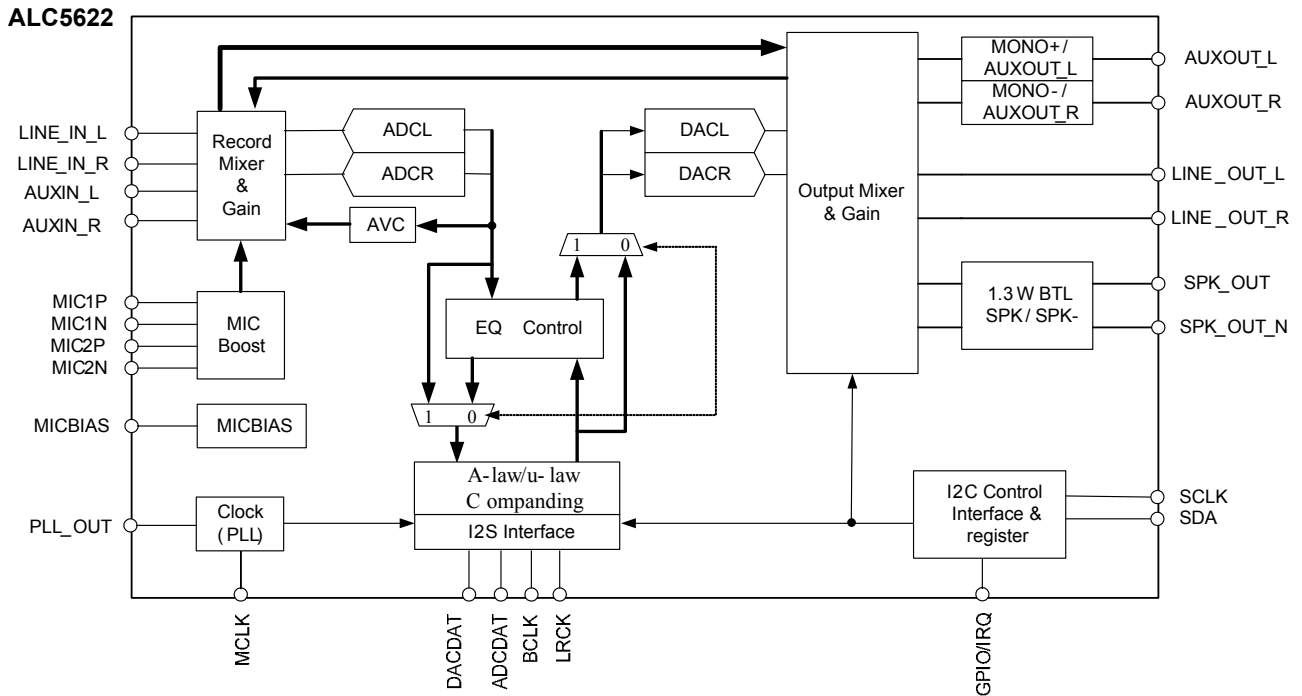 ALC5622
LINE_IN_L
LINE_IN_R
AUXIN_L
AUXIN_R
MIC1P
MIC1N
MIC2P
MIC2N
MICBIAS
PLL_OUT
Record
Mixer
&
Gain
MIC
Boost
MICBIAS
Clock
(PLL)
ADCL
ADCR
AVC
DACL
DACR
1 0
EQ Control
1 0
A-law/u-law
C ompanding
I2S Interface
Output Mixer
& Gain
MONO+/
AUXOUT_L
MONO-/
AUXOUT_R
1.3 W BTL
SPK / SPK-
I2C Control
Interface &
register
AUXOUT_L
AUXOUT_R
LINE_OUT_L
LINE_OUT_R
SPK_OUT
SPK_OUT_N
SCLK
SDA
MCLK
DACDAT
ADCDAT
BCLK
LRCK
GPIO/IRQ